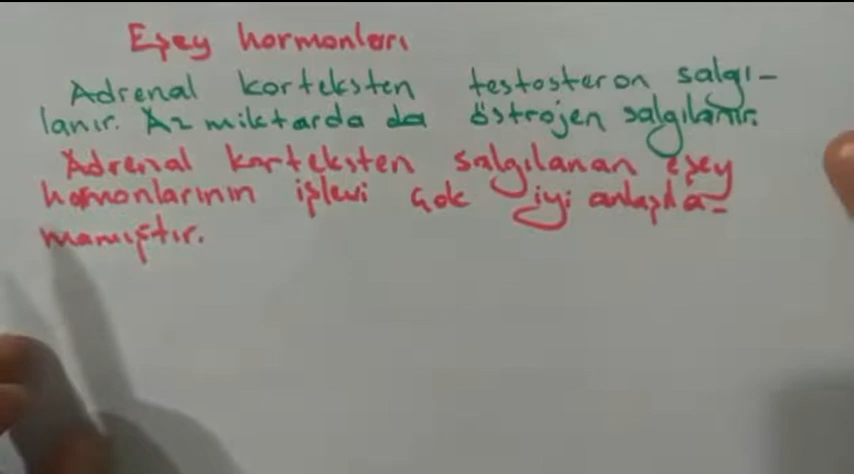 Eşey hormonları
Adrenal korteksten testosteron salgı-
lanır. Az miktarda da östrojen salgılanır.
Adrenal korteksten salgılanan eşey
hormonlarının işlevi çok iyi anlaşıla-
mamıştır.